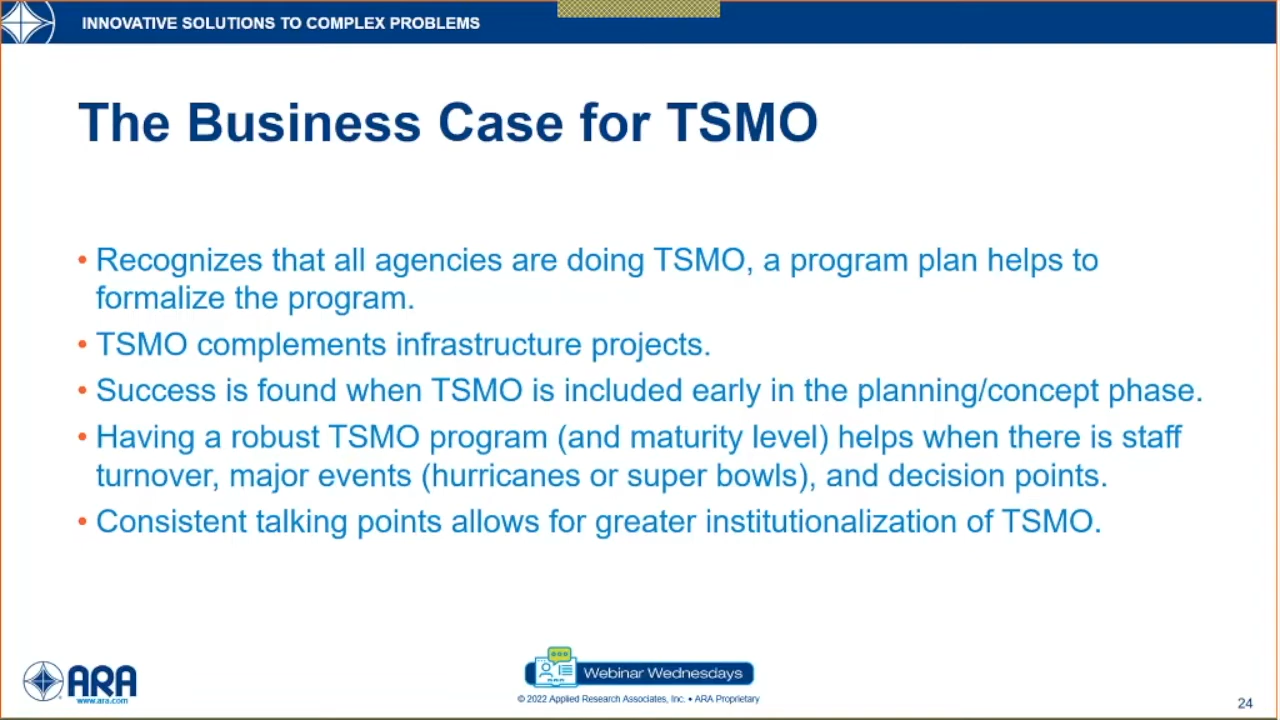 INNOVATIVE SOLUTIONS TO COMPLEX PROBLEMS
The Business Case for TSMO
• Recognizes that all agencies are doing TSMO, a program plan helps to
formalize the program.
• TSMO complements infrastructure projects.
• Success is found when TSMO is included early in the planning/concept phase.
• Having a robust TSMO program (and maturity level) helps when there is staff
turnover, major events (hurricanes or super bowls), and decision points.
• Consistent talking points allows for greater institutionalization of TSMO.
ARA
www.ara.com
Webinar Wednesdays
© 2022 Applied Research Associates, Inc. • ARA Proprietary
24